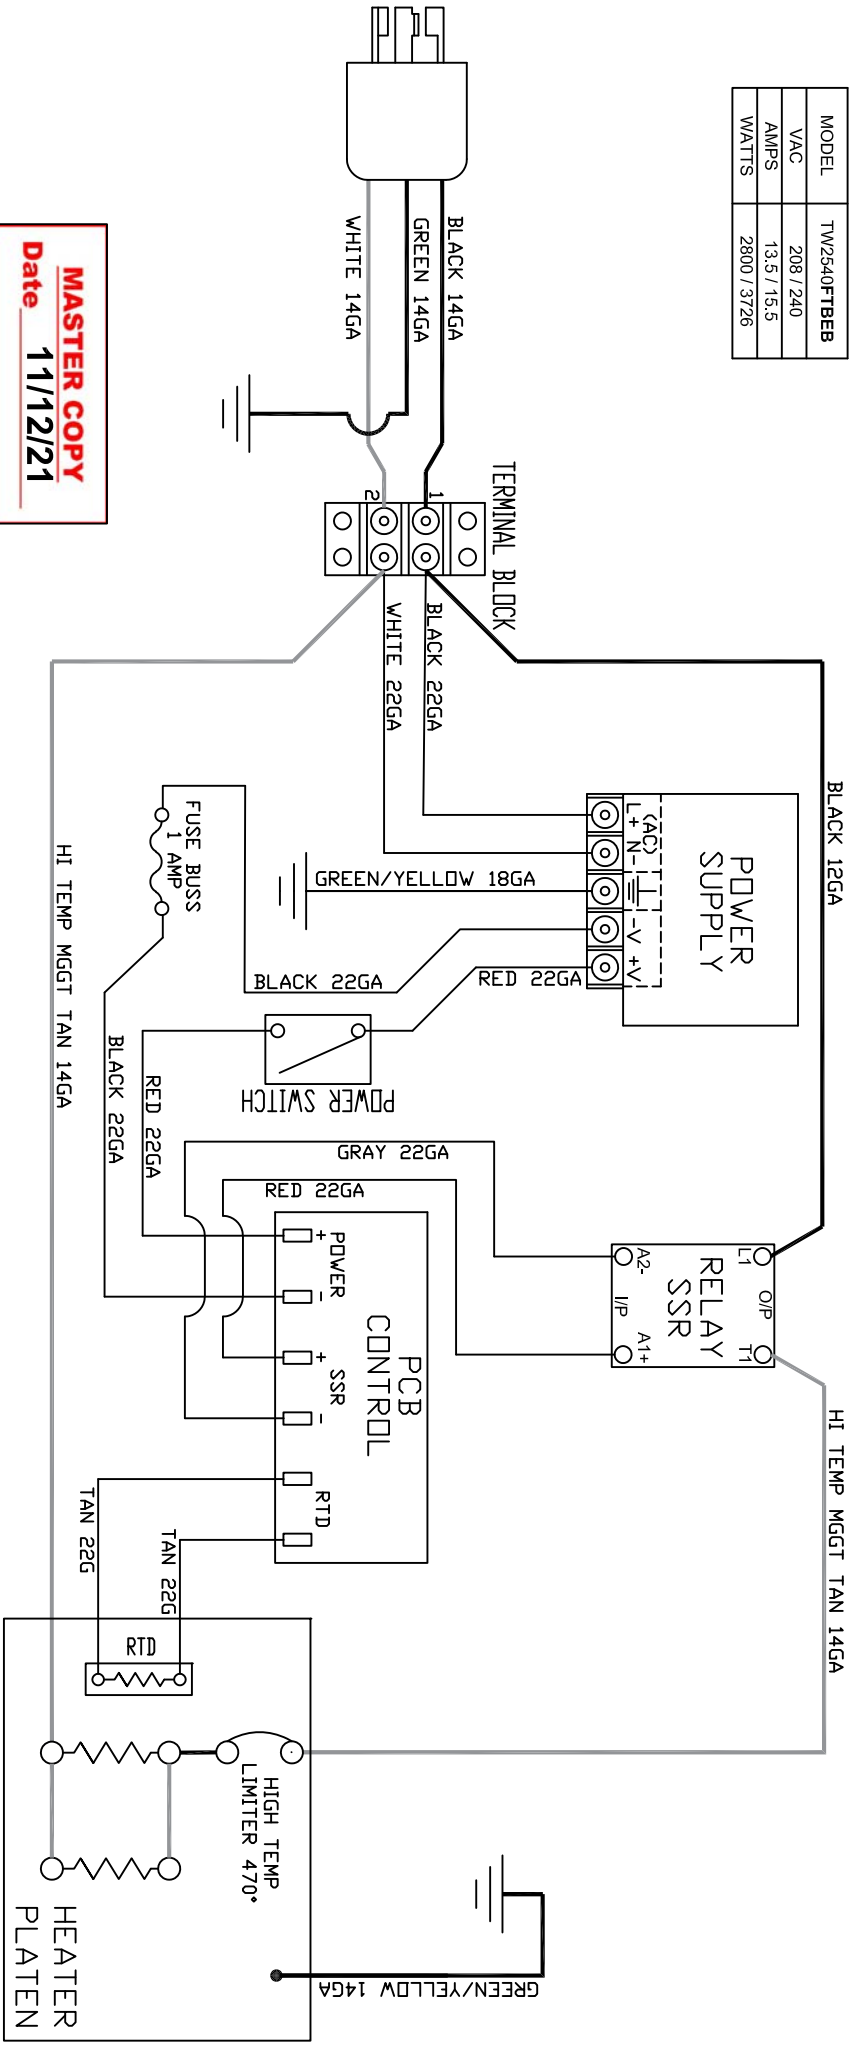 MODEL TW2540FTBEB
VAC 208 / 240
AMPS 13.5 / 15.5
WATTS 2800 / 3726
BLACK 14GA
GREEN 14GA
WHITE 14GA
MASTER COPY
Date 11/12/21
TERMINAL BLOCK
1
2
BLACK 22GA
WHITE 22GA
BLACK 12GA
POWER
SUPPLY
(AC)
L+ N- -V +V
GREEN/YELLOW 18GA
BLACK 22GA
RED 22GA
FUSE BUSS
1 AMP
HI TEMP MGGT TAN 14GA
POWER SWITCH
RED 22GA
BLACK 22GA
GRAY 22GA
RED 22GA
L1 O/P T1
RELAY
SSR
A2- I/P A1+
PCB
CONTROL
+ POWER -
+ SSR -
RTD
HI TEMP MGGT TAN 14GA
TAN 22G
TAN 22G
RTD
HIGH TEMP
LIMITER 470°
HEATER
PLATEN
GREEN/YELLOW 14GA